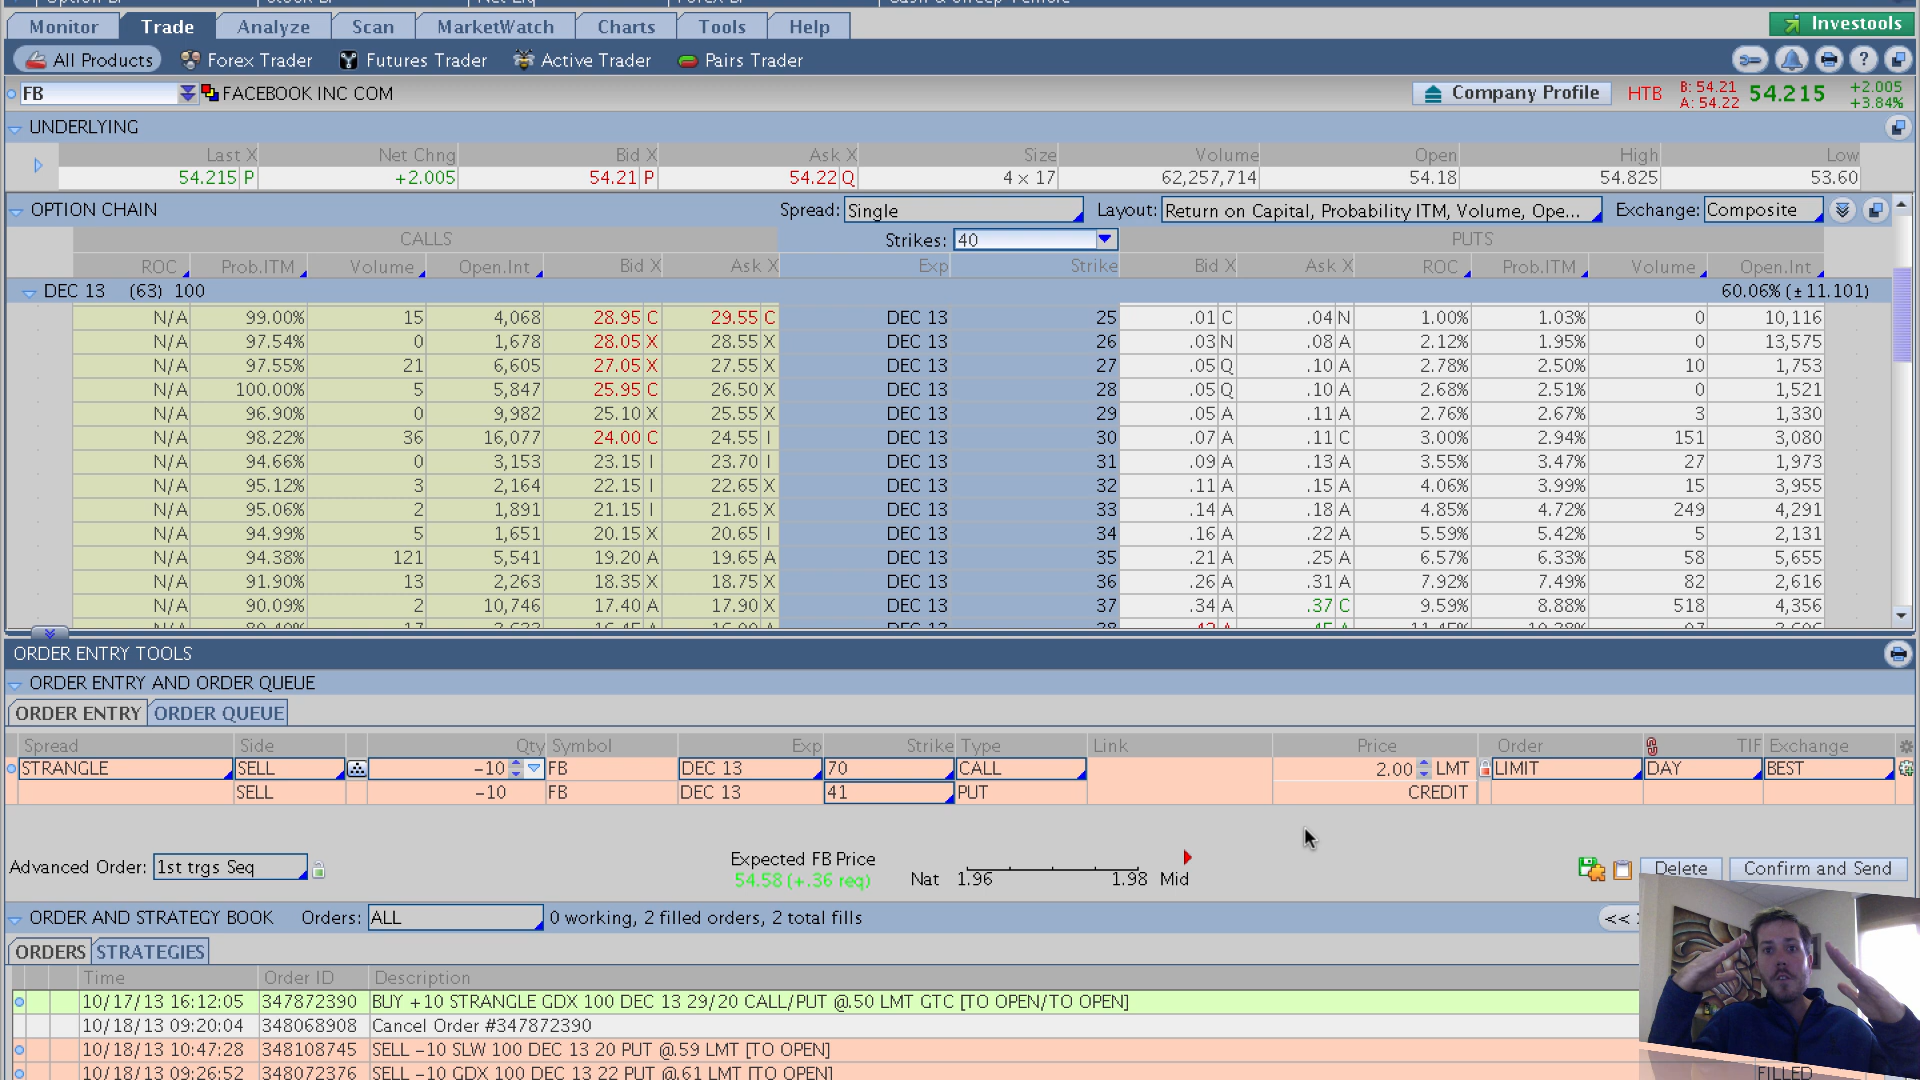 Monitor Trade Analyze Scan MarketWatch Charts Tools Help Investools
All Products Forex Trader Futures Trader Active Trader Pairs Trader ?
FB FACEBOOK INC COM Company Profile HTB B: 54.21 A: 54.22 54.215 +2.005 +3.84%
UNDERLYING
Last X Net Chng Bid X Ask X Size Volume Open High Low
54.215 P +2.005 54.21 P 54.22 Q 4 x 17 62,257,714 54.18 54.825 53.60
OPTION CHAIN Spread: Single Layout: Return on Capital, Probability ITM, Volume, Ope... Exchange: Composite
CALLS Strikes: 40 PUTS
ROC Prob.ITM Volume Open.Int Bid X Ask X Exp Strike Bid X Ask X ROC Prob.ITM Volume Open.Int
DEC 13 (63) 100 60.06% (±11.101)
N/A 99.00% 15 4,068 28.95 C 29.55 C DEC 13 25 .01 C .04 N 1.00% 1.03% 0 10,116
N/A 97.54% 0 1,678 28.05 X 28.55 X DEC 13 26 .03 N .08 A 2.12% 1.95% 0 13,575
N/A 97.55% 21 6,605 27.05 X 27.55 X DEC 13 27 .05 Q .10 A 2.78% 2.50% 10 1,753
N/A 100.00% 5 5,847 25.95 C 26.50 X DEC 13 28 .05 Q .10 A 2.68% 2.51% 0 1,521
N/A 96.90% 0 9,982 25.10 X 25.55 X DEC 13 29 .05 A .11 A 2.76% 2.67% 3 1,330
N/A 98.22% 36 16,077 24.00 C 24.55 I DEC 13 30 .07 A .11 C 3.00% 2.94% 151 3,080
N/A 94.66% 0 3,153 23.15 I 23.70 I DEC 13 31 .09 A .13 A 3.55% 3.47% 27 1,973
N/A 95.12% 3 2,164 22.15 I 22.65 X DEC 13 32 .11 A .15 A 4.06% 3.99% 15 3,955
N/A 95.06% 2 1,891 21.15 I 21.65 X DEC 13 33 .14 A .18 A 4.85% 4.72% 249 4,291
N/A 94.99% 5 1,651 20.15 X 20.65 I DEC 13 34 .16 A .22 A 5.59% 5.42% 5 2,131
N/A 94.38% 121 5,541 19.20 A 19.65 A DEC 13 35 .21 A .25 A 6.57% 6.33% 58 5,655
N/A 91.90% 13 2,263 18.35 X 18.75 X DEC 13 36 .26 A .31 A 7.92% 7.49% 82 2,616
N/A 90.09% 2 10,746 17.40 A 17.90 X DEC 13 37 .34 A .37 C 9.59% 8.88% 518 4,356
ORDER ENTRY TOOLS
ORDER ENTRY AND ORDER QUEUE
ORDER ENTRY ORDER QUEUE
Spread Side Qty Symbol Exp Strike Type Link Price Order TIF Exchange
STRANGLE SELL -10 FB DEC 13 70 CALL 2.00 LMT LIMIT DAY BEST
SELL -10 FB DEC 13 41 PUT CREDIT
Advanced Order: 1st trgs Seq Expected FB Price 54.58 (+.36 req) Nat 1.96 1.98 Mid Delete Confirm and Send
ORDER AND STRATEGY BOOK Orders: ALL 0 working, 2 filled orders, 2 total fills <<
ORDERS STRATEGIES
Time Order ID Description
10/17/13 16:12:05 347872390 BUY +10 STRANGLE GDX 100 DEC 13 29/20 CALL/PUT @.50 LMT GTC [TO OPEN/TO OPEN]
10/18/13 09:20:04 348068908 Cancel Order #347872390
10/18/13 10:47:28 348108745 SELL -10 SLW 100 DEC 13 20 PUT @.59 LMT [TO OPEN]
10/18/13 09:26:52 348072376 SELL -10 GDX 100 DEC 13 22 PUT @.61 LMT [TO OPEN] FILLED